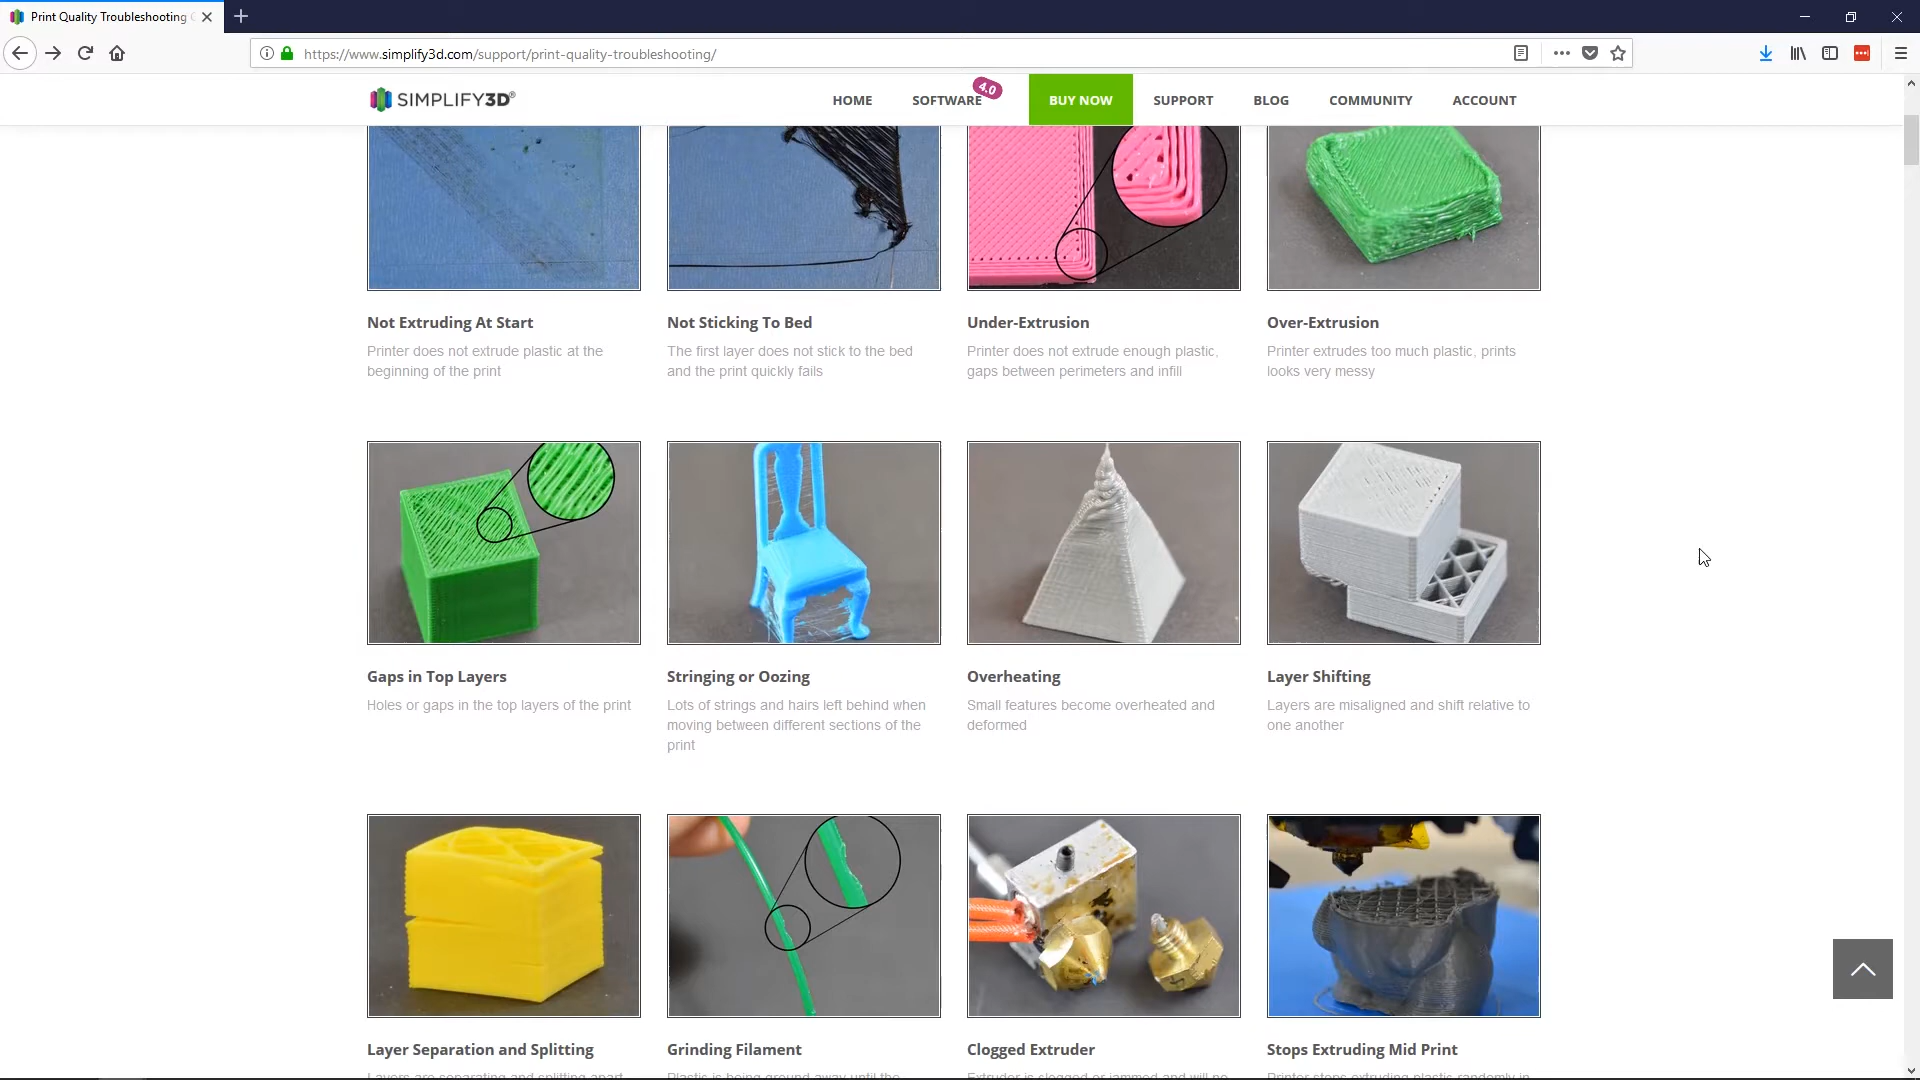 Print Quality Troubleshooting
https://www.simplify3d.com/support/print-quality-troubleshooting/
SIMPLIFY3D®
HOME
SOFTWARE
4.0
BUY NOW
SUPPORT
BLOG
COMMUNITY
ACCOUNT
Not Extruding At Start
Printer does not extrude plastic at the
beginning of the print
Not Sticking To Bed
The first layer does not stick to the bed
and the print quickly fails
Under-Extrusion
Printer does not extrude enough plastic,
gaps between perimeters and infill
Over-Extrusion
Printer extrudes too much plastic, prints
looks very messy
Gaps in Top Layers
Holes or gaps in the top layers of the print
Stringing or Oozing
Lots of strings and hairs left behind when
moving between different sections of the
print
Overheating
Small features become overheated and
deformed
Layer Shifting
Layers are misaligned and shift relative to
one another
Layer Separation and Splitting
Layers are separating and splitting apart
Grinding Filament
Plastic is being ground away until the
Clogged Extruder
Extruder is clogged or jammed and will no
Stops Extruding Mid Print
Printer stops extruding plastic randomly in